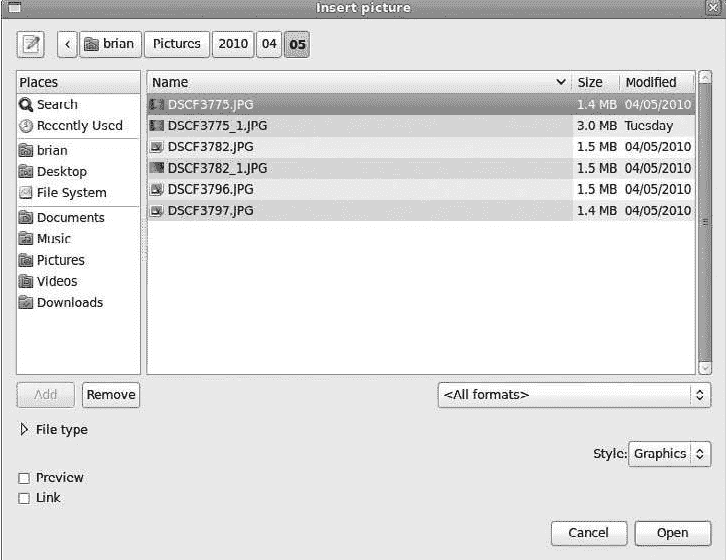 Insert picture
brian Pictures 2010 04 05
Places Name Size Modified
Search DSCF3775.JPG 1.4 MB 04/05/2010
Recently Used DSCF3775_1.JPG 3.0 MB Tuesday
brian DSCF3782.JPG 1.5 MB 04/05/2010
Desktop DSCF3782_1.JPG 1.5 MB 04/05/2010
File System DSCF3796.JPG 1.5 MB 04/05/2010
Documents DSCF3797.JPG 1.4 MB 04/05/2010
Music
Pictures
Videos
Downloads
Add Remove <All formats>
File type
Style: Graphics
Preview
Link
Cancel Open